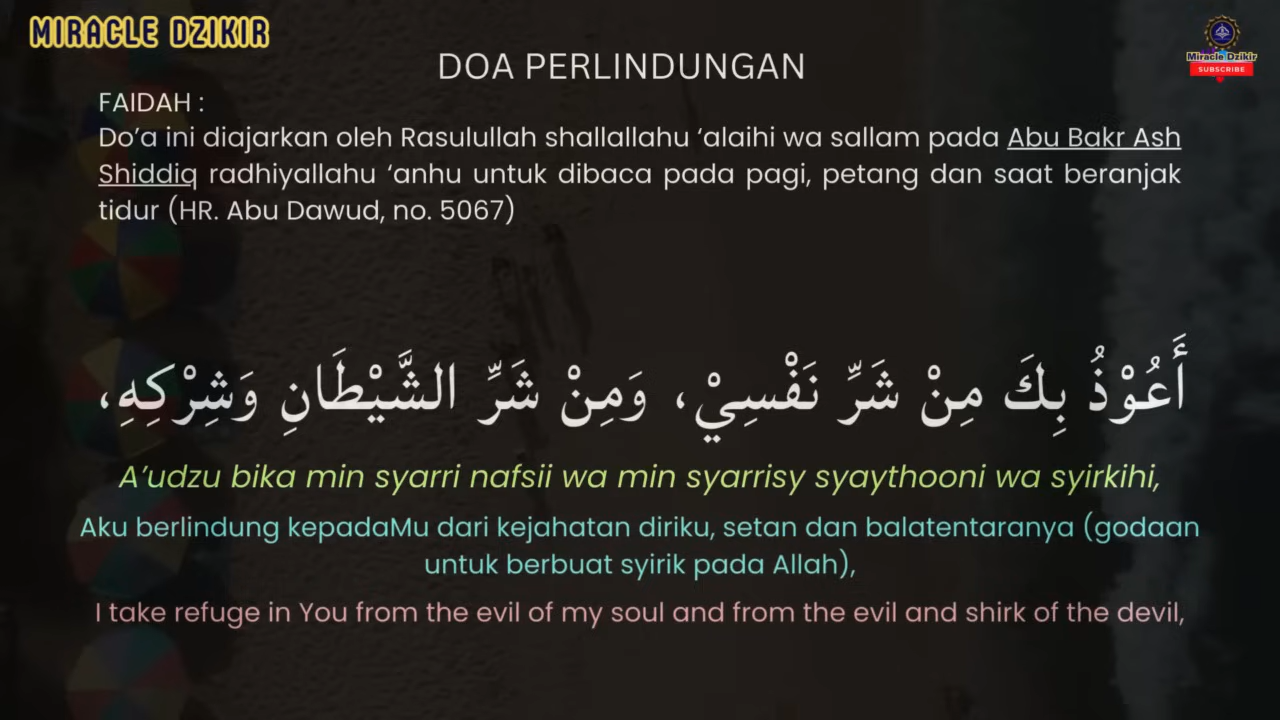 MIRACLE DZIKIR
Miracle Dzikir
SUBSCRIBE
DOA PERLINDUNGAN
FAIDAH :
Do’a ini diajarkan oleh Rasulullah shallallahu ‘alaihi wa sallam pada Abu Bakr Ash
Shiddiq radhiyallahu ‘anhu untuk dibaca pada pagi, petang dan saat beranjak
tidur (HR. Abu Dawud, no. 5067)
أَعُوْذُ بِكَ مِنْ شَرِّ نَفْسِيْ، وَمِنْ شَرِّ الشَّيْطَانِ وَشِرْكِهِ،
A’udzu bika min syarri nafsii wa min syarrisy syaythooni wa syirkihi,
Aku berlindung kepadaMu dari kejahatan diriku, setan dan balatentaranya (godaan
untuk berbuat syirik pada Allah),
I take refuge in You from the evil of my soul and from the evil and shirk of the devil,